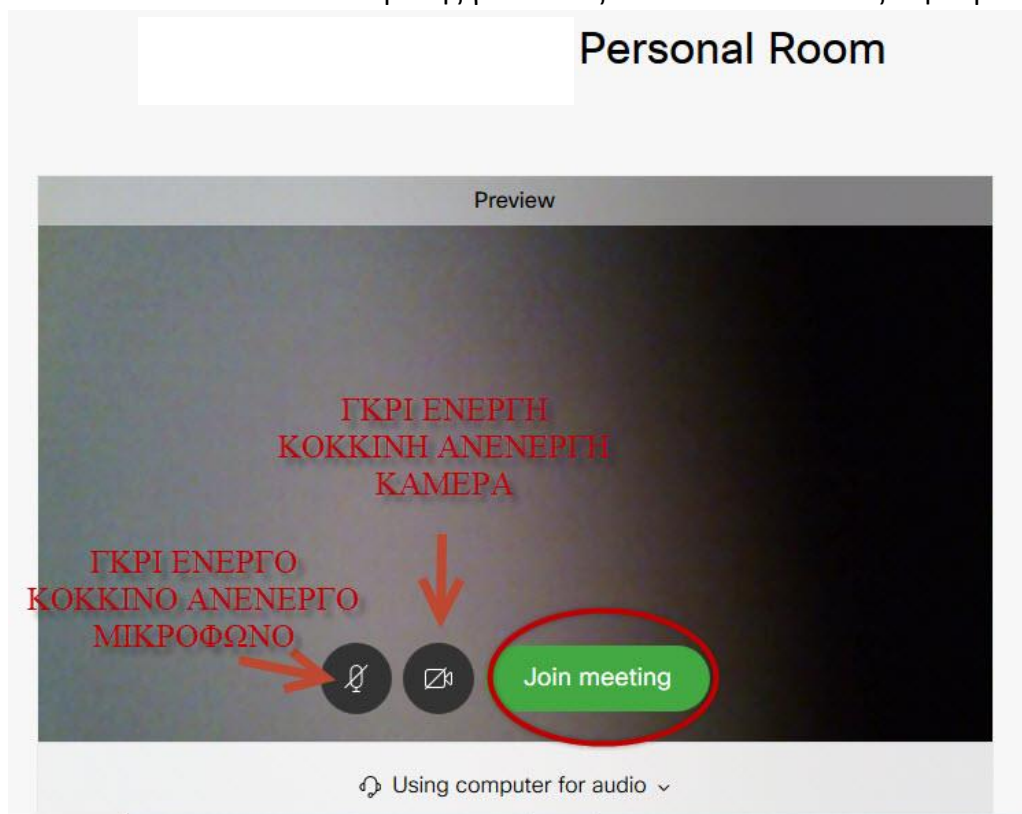 Personal Room
Preview
ΓΚΡΙ ΕΝΕΡΓΗ
ΚΟΚΚΙΝΗ ΑΝΕΝΕΡΓΗ
ΚΑΜΕΡΑ
ΓΚΡΙ ΕΝΕΡΓΟ
ΚΟΚΚΙΝΟ ΑΝΕΝΕΡΓΟ
ΜΙΚΡΟΦΩΝΟ
Join meeting
Using computer for audio